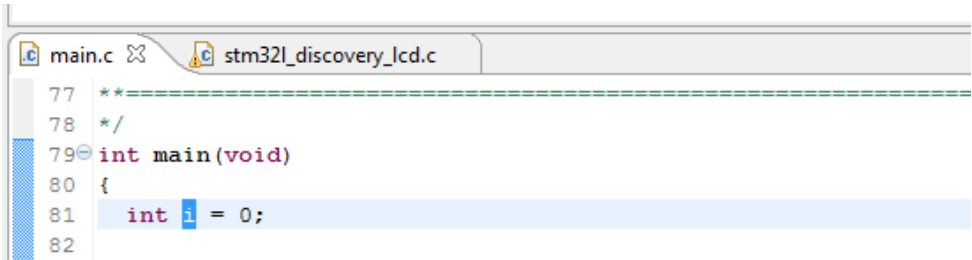 main.c stm32l_discovery_lcd.c
77 **============================================================
78 */
79 int main(void)
80 {
81 int i = 0;
82